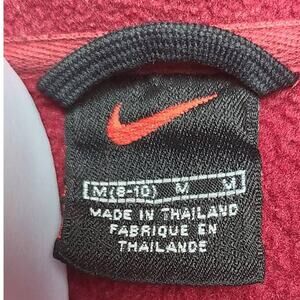 M (8-10) M M
MADE IN THAILAND
FABRIQUE EN
THAILANDE